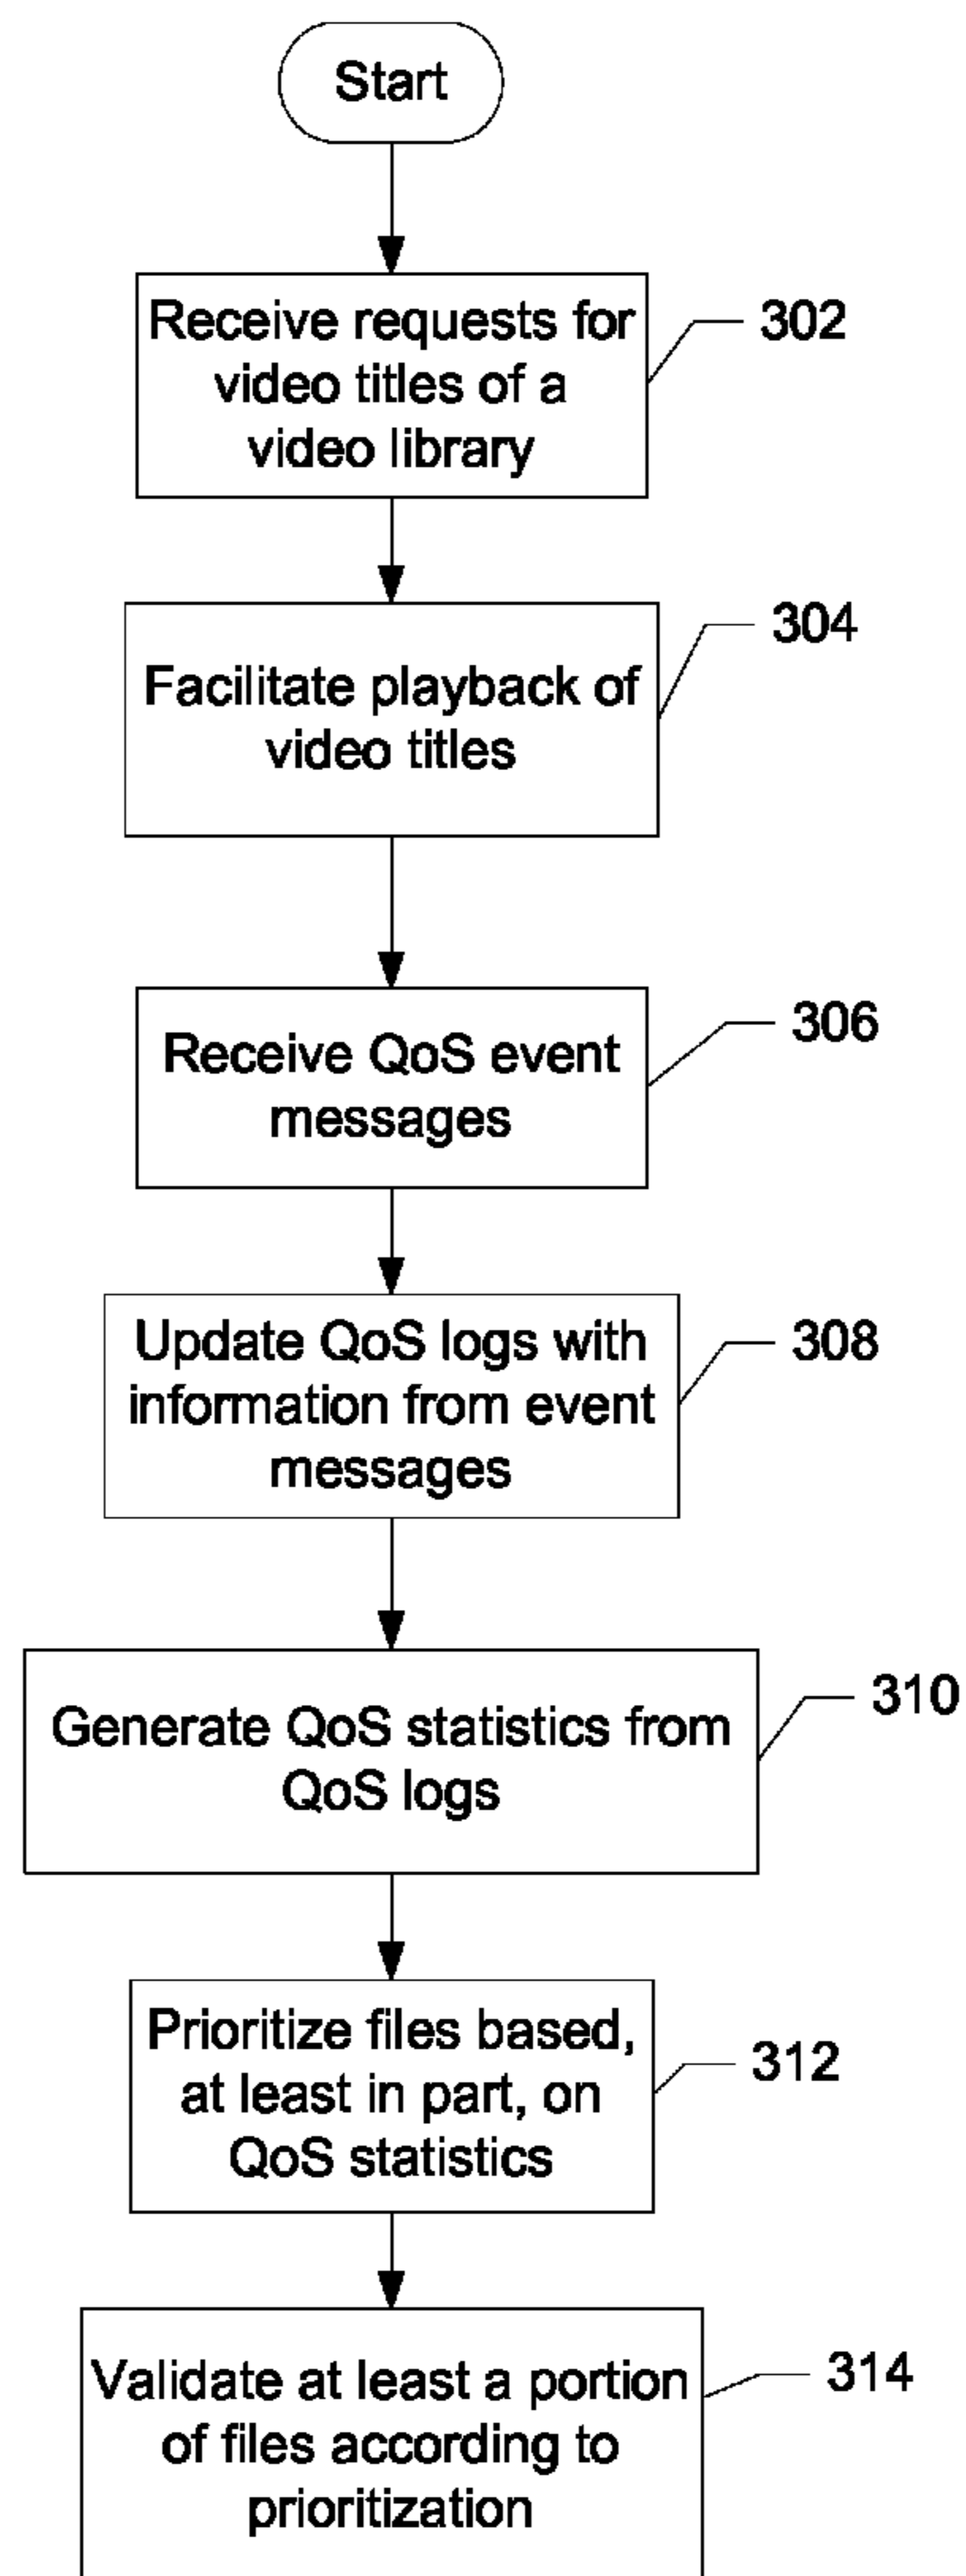 Start
Receive requests for
video titles of a
video library
302
Facilitate playback of
video titles
304
Receive QoS event
messages
306
Update QoS logs with
information from event
messages
308
Generate QoS statistics from
QoS logs
310
Prioritize files based,
at least in part, on
QoS statistics
312
Validate at least a portion
of files according to
prioritization
314